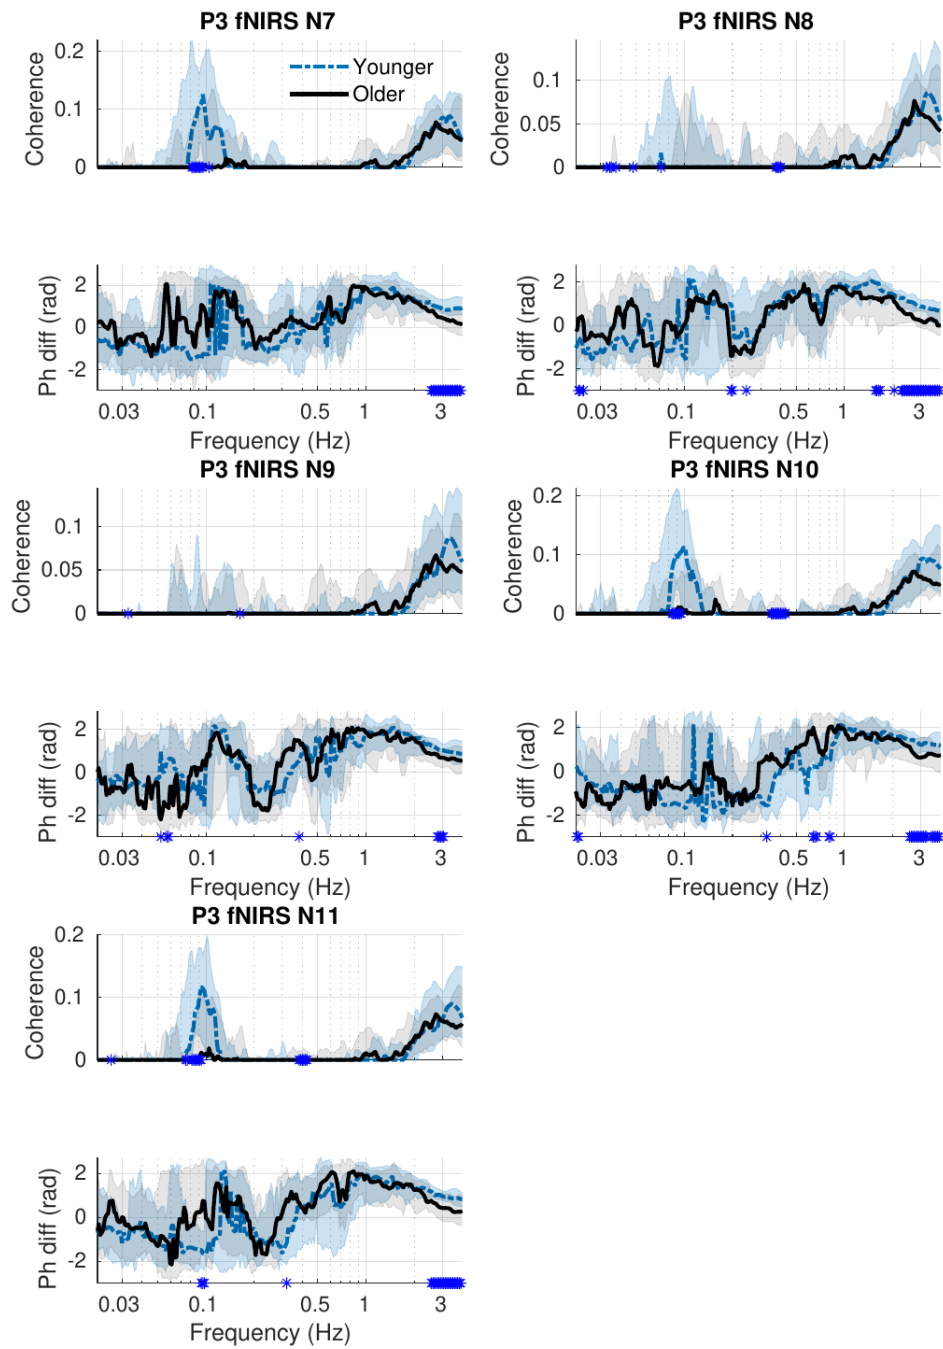 P3 fNIRS N7
Coherence
0.2
0.1
0
Younger
Older
Ph diff (rad)
2
0
-2
0.03 0.1 0.5 1 3
Frequency (Hz)
P3 fNIRS N8
Coherence
0.1
0.05
0
Ph diff (rad)
2
0
-2
0.03 0.1 0.5 1 3
Frequency (Hz)
P3 fNIRS N9
Coherence
0.1
0.05
0
Ph diff (rad)
2
0
-2
0.03 0.1 0.5 1 3
Frequency (Hz)
P3 fNIRS N10
Coherence
0.2
0.1
0
Ph diff (rad)
2
0
-2
0.03 0.1 0.5 1 3
Frequency (Hz)
P3 fNIRS N11
Coherence
0.2
0.1
0
Ph diff (rad)
2
0
-2
0.03 0.1 0.5 1 3
Frequency (Hz)